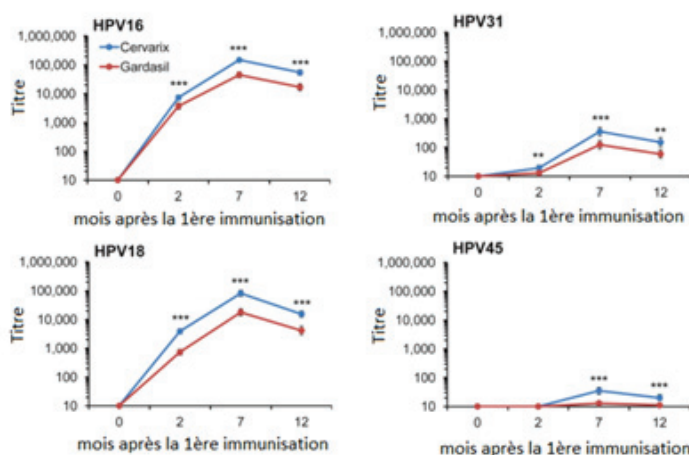 HPV16
1,000,000
100,000
10,000
1,000
100
10
Titre
Cervarix
Gardasil
***
***
***
0 2 7 12
mois après la 1ère immunisation
HPV31
1,000,000
100,000
10,000
1,000
100
10
Titre
**
***
**
0 2 7 12
mois après la 1ère immunisation
HPV18
1,000,000
100,000
10,000
1,000
100
10
Titre
***
***
***
0 2 7 12
mois après la 1ère immunisation
HPV45
1,000,000
100,000
10,000
1,000
100
10
Titre
***
***
0 2 7 12
mois après la 1ère immunisation